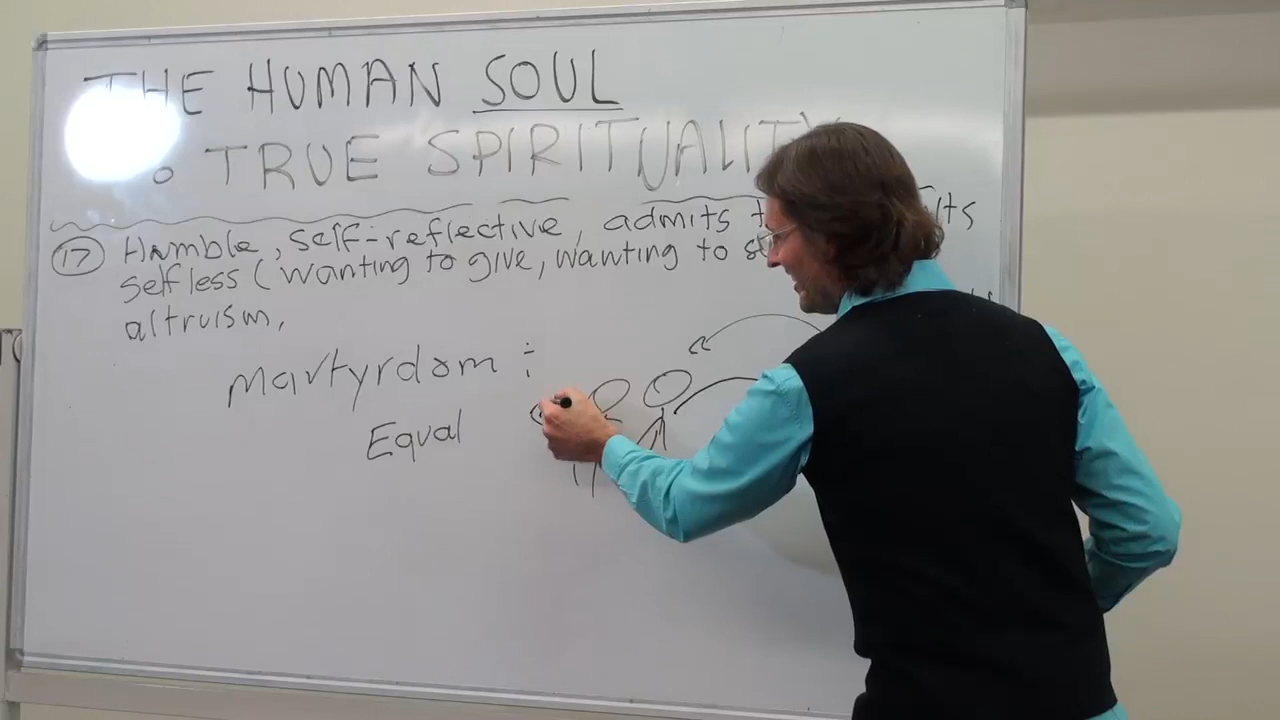 THE HUMAN SOUL
TRUE SPIRITUALITY
17 Humble, self-reflective, admits
selfless (wanting to give, wanting to
altruism,
Martyrdom :
Equal